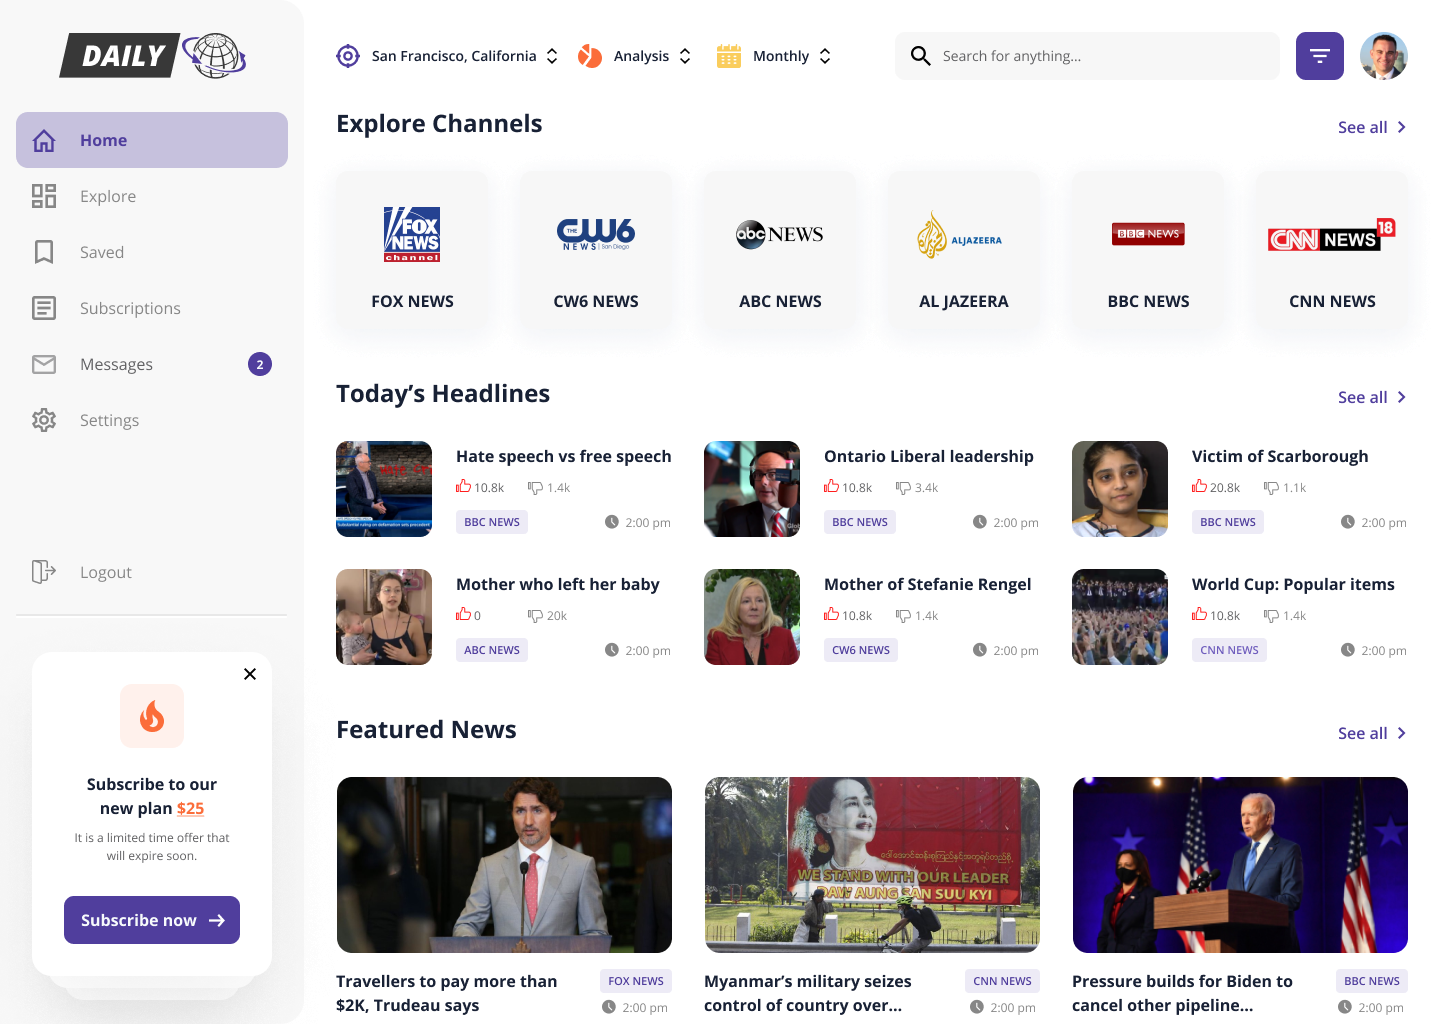 DAILY
Home
Explore
Saved
Subscriptions
Messages
2
Settings
Logout
Subscribe to our
new plan $25
It is a limited time offer that
will expire soon.
Subscribe now
San Francisco, California
Analysis
Monthly
Search for anything...
Explore Channels
See all
FOX
NEWS
channel
FOX NEWS
THE CW6
NEWS San Diego
CW6 NEWS
abc NEWS
ABC NEWS
ALJAZEERA
AL JAZEERA
BBC NEWS
BBC NEWS
CNN NEWS 18
CNN NEWS
Today’s Headlines
See all
Substantial ruling on defamation sets precedent
Hate speech vs free speech
10.8k 1.4k
BBC NEWS 2:00 pm
Global
Ontario Liberal leadership
10.8k 3.4k
BBC NEWS 2:00 pm
Victim of Scarborough
20.8k 1.1k
BBC NEWS 2:00 pm
Mother who left her baby
0 20k
ABC NEWS 2:00 pm
Mother of Stefanie Rengel
10.8k 1.4k
CW6 NEWS 2:00 pm
World Cup: Popular items
10.8k 1.4k
CNN NEWS 2:00 pm
Featured News
See all
Travellers to pay more than
$2K, Trudeau says
FOX NEWS
2:00 pm
WE STAND WITH OUR LEADER
DAW AUNG SAN SUU KYI
Myanmar’s military seizes
control of country over...
CNN NEWS
2:00 pm
Pressure builds for Biden to
cancel other pipeline...
BBC NEWS
2:00 pm